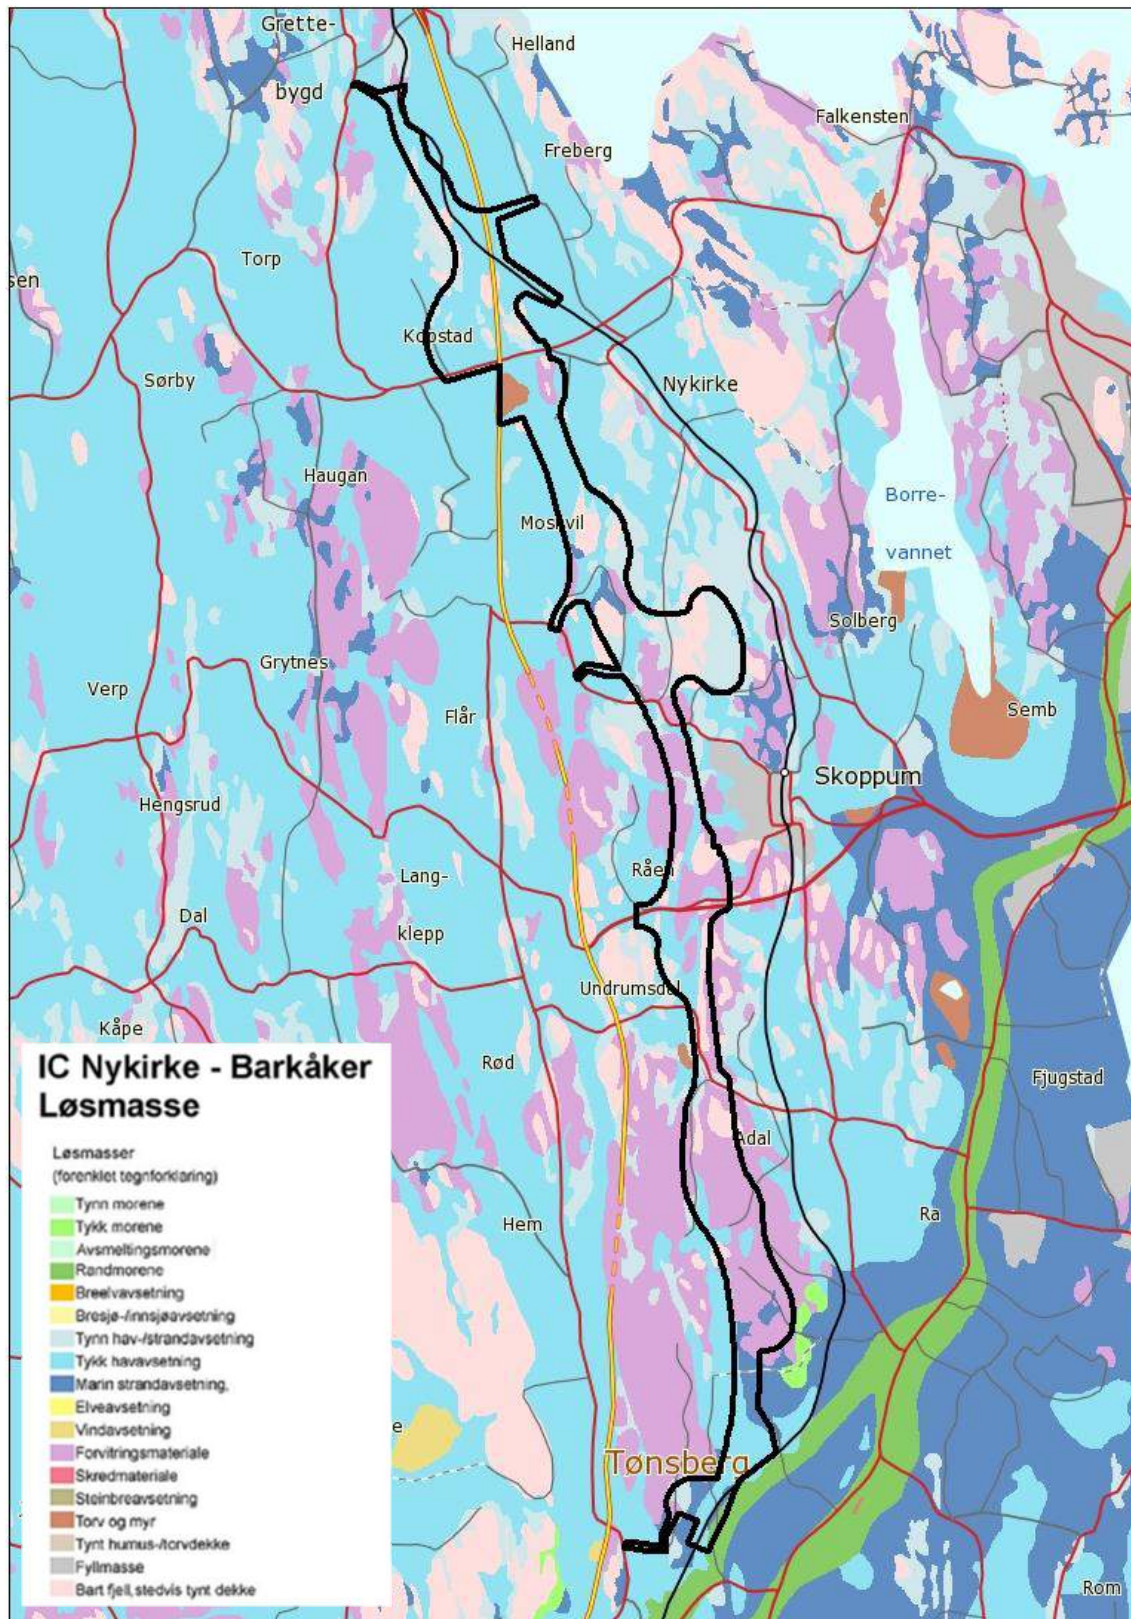 Grette-
bygd
Helland
Falkensten
Freberg
Torp
sen
Kopstad
Sørby
Nykirke
Haugan
Borre-
vannet
Moskvil
Solberg
Grytnes
Verp
Flår
Semb
Skoppum
Hengsrud
Råen
Lang-
klepp
Dal
Undrumsdal
Kåpe
Rød
Fjugstad
Adal
Ra
Hem
e
Tønsberg
Rom
IC Nykirke - Barkåker
Løsmasse
Løsmasser
(forenklet tegnforklaring)
Tynn morene
Tykk morene
Avsmeltingsmorene
Randmorene
Breelvavsetning
Bresjø-/innsjøavsetning
Tynn hav-/strandavsetning
Tykk havavsetning
Marin strandavsetning,
Elveavsetning
Vindavsetning
Forvitringsmateriale
Skredmateriale
Steinbreavsetning
Torv og myr
Tynt humus-/torvdekke
Fyllmasse
Bart fjell, stedvis tynt dekke